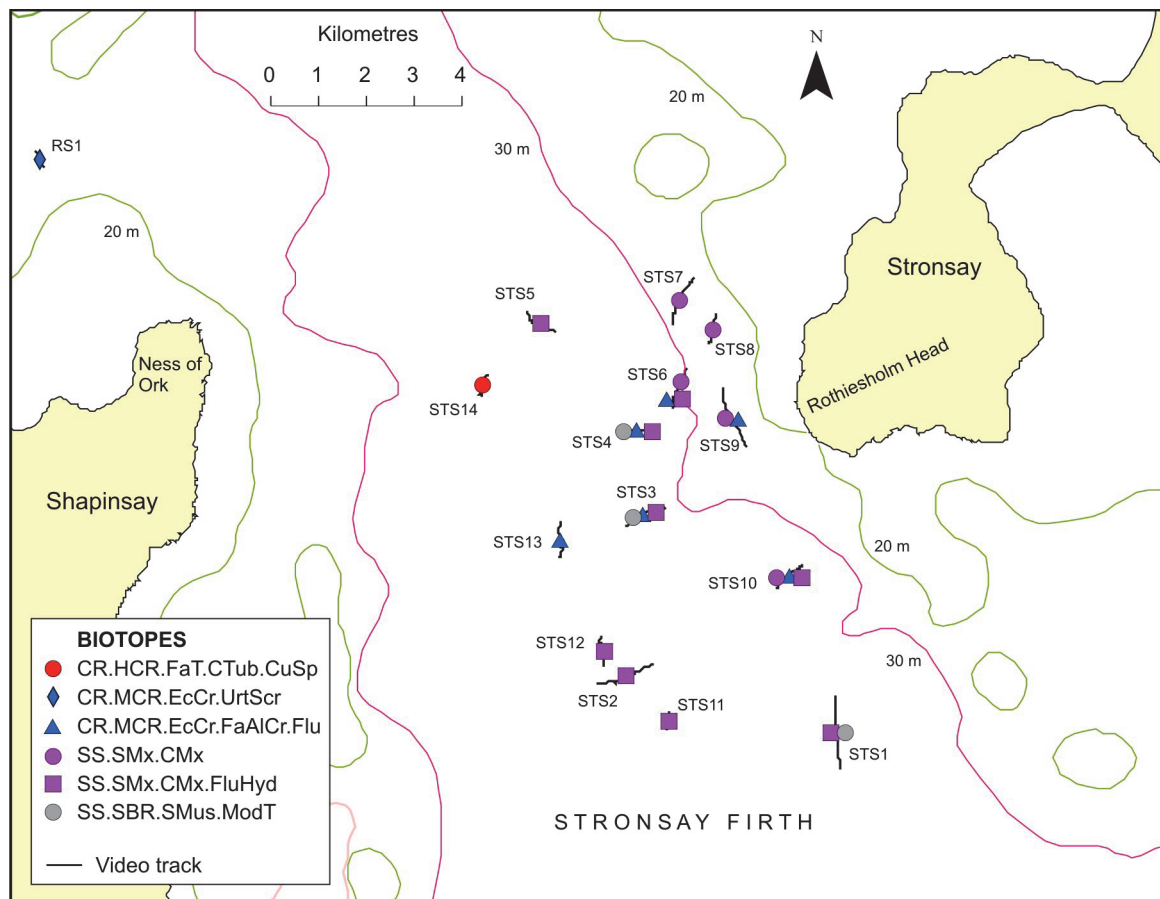 Kilometres
0 1 2 3 4
N
20 m
30 m
RS1
20 m
STS7
Stronsay
STS5
STS8
Ness of
Ork
Rothiesholm Head
STS6
STS14
STS4
STS9
Shapinsay
STS3
STS13
20 m
STS10
BIOTOPES
CR.HCR.FaT.CTub.CuSp
CR.MCR.EcCr.UrtScr
CR.MCR.EcCr.FaAlCr.Flu
SS.SMx.CMx
SS.SMx.CMx.FluHyd
SS.SBR.SMus.ModT
Video track
STS12
30 m
STS2
STS11
STS1
STRONSAY FIRTH